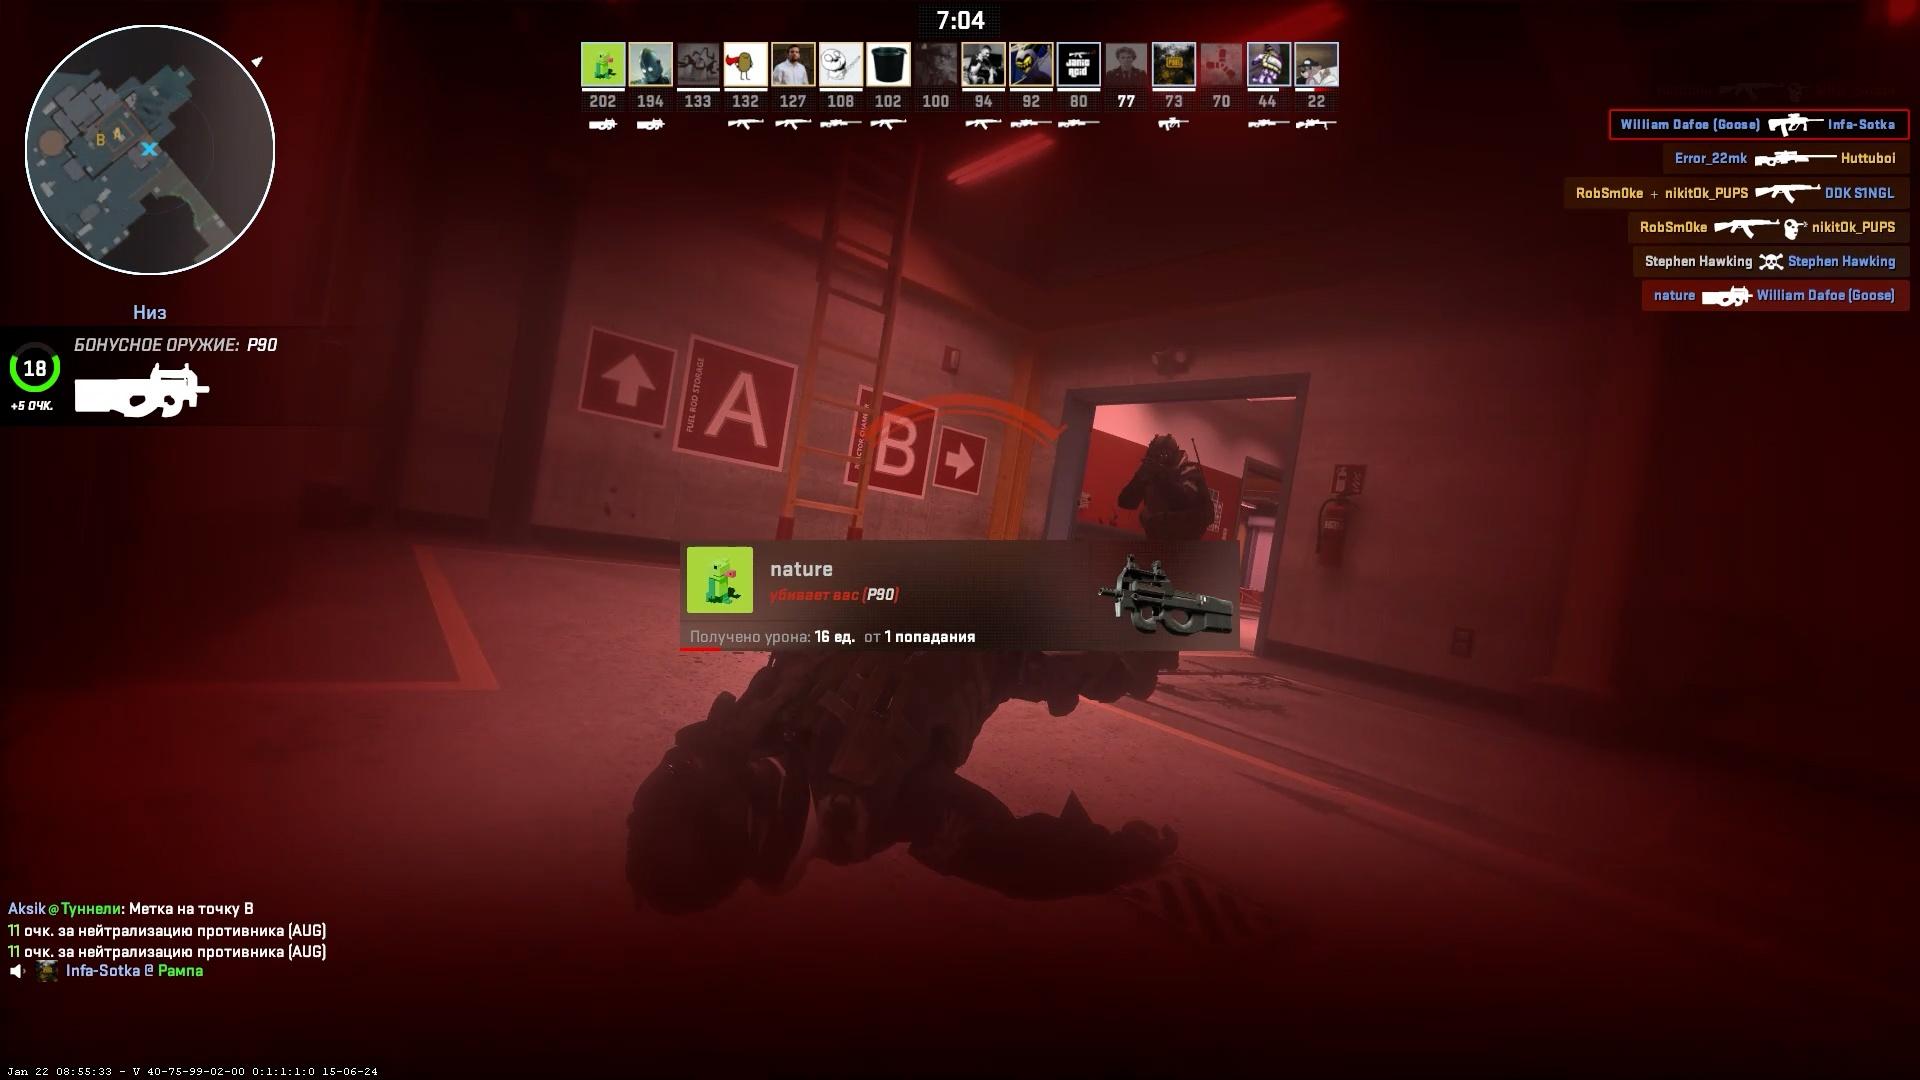 7:04
202 194 133 132 127 108 102 100 94 92 80 77 73 70 44 22
William Dafoe (Goose) Infa-Sotka
Error_22mk Huttuboi
RobSm0ke + nikit0k_PUPS DDK S1NGL
RobSm0ke nikit0k_PUPS
Stephen Hawking Stephen Hawking
nature William Dafoe (Goose)
B A
Низ
БОНУСНОЕ ОРУЖИЕ: P90
18
+5 ОЧК.
FUEL ROD STORAGE
A
B
nature
убивает вас (P90)
Получено урона: 16 ед. от 1 попадания
Aksik@Туннели: Метка на точку B
11 очк. за нейтрализацию противника (AUG)
11 очк. за нейтрализацию противника (AUG)
Infa-Sotka @ Рампа
Jan 22 08:55:33 - V 40-75-99-02-00 0:1:1:1:0 15-06-24